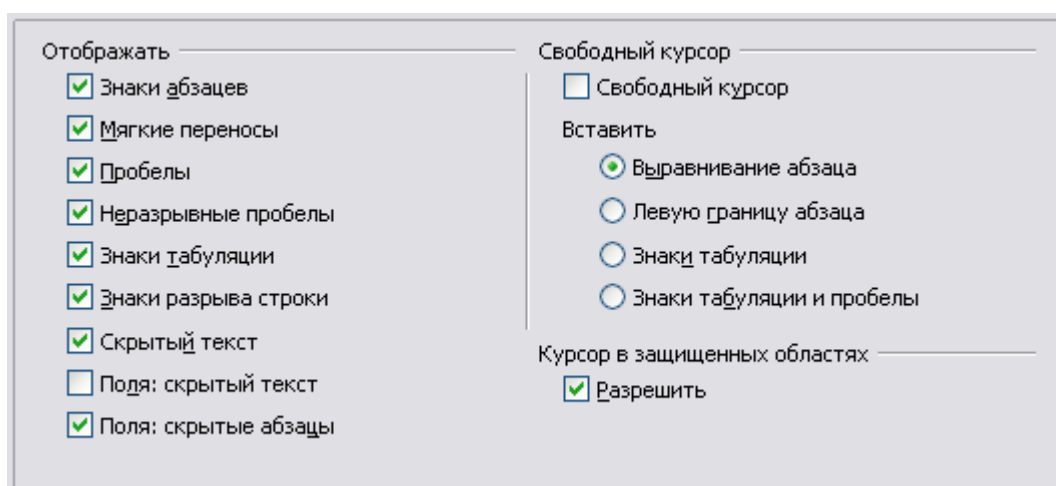 Отображать
Знаки абзацев
Мягкие переносы
Пробелы
Неразрывные пробелы
Знаки табуляции
Знаки разрыва строки
Скрытый текст
Поля: скрытый текст
Поля: скрытые абзацы
Свободный курсор
Свободный курсор
Вставить
Выравнивание абзаца
Левую границу абзаца
Знаки табуляции
Знаки табуляции и пробелы
Курсор в защищенных областях
Разрешить